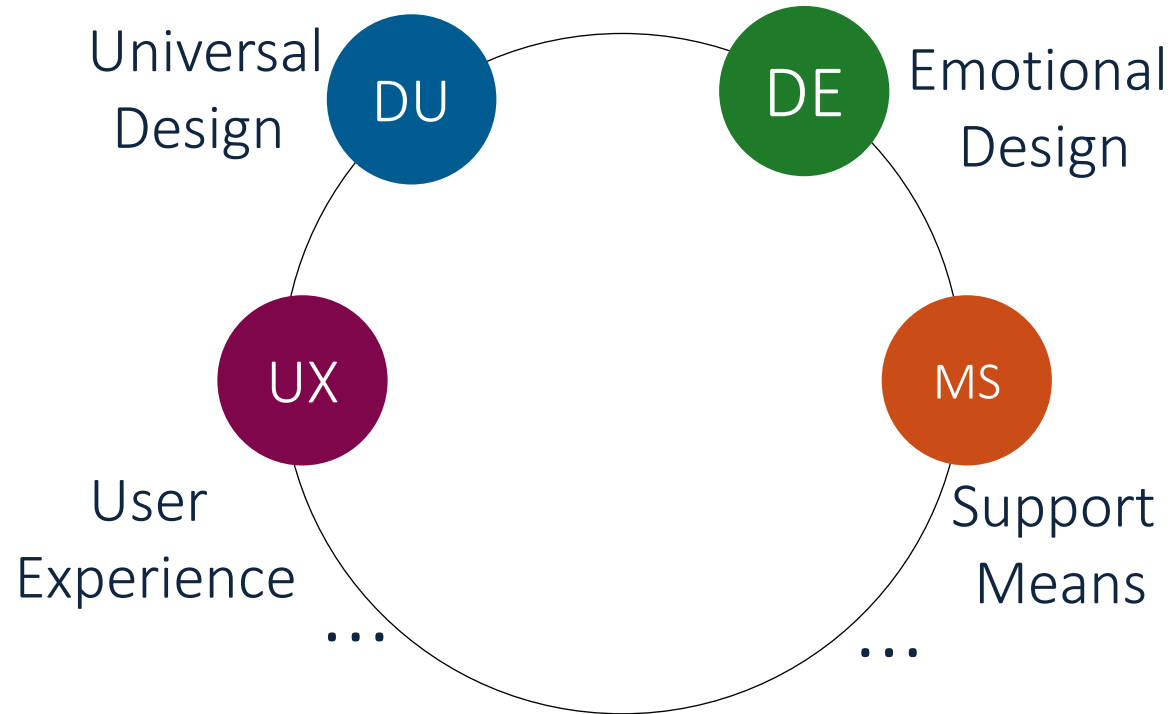 Universal
Design
DU
DE
Emotional
Design
UX
User
Experience
...
MS
Support
Means
...